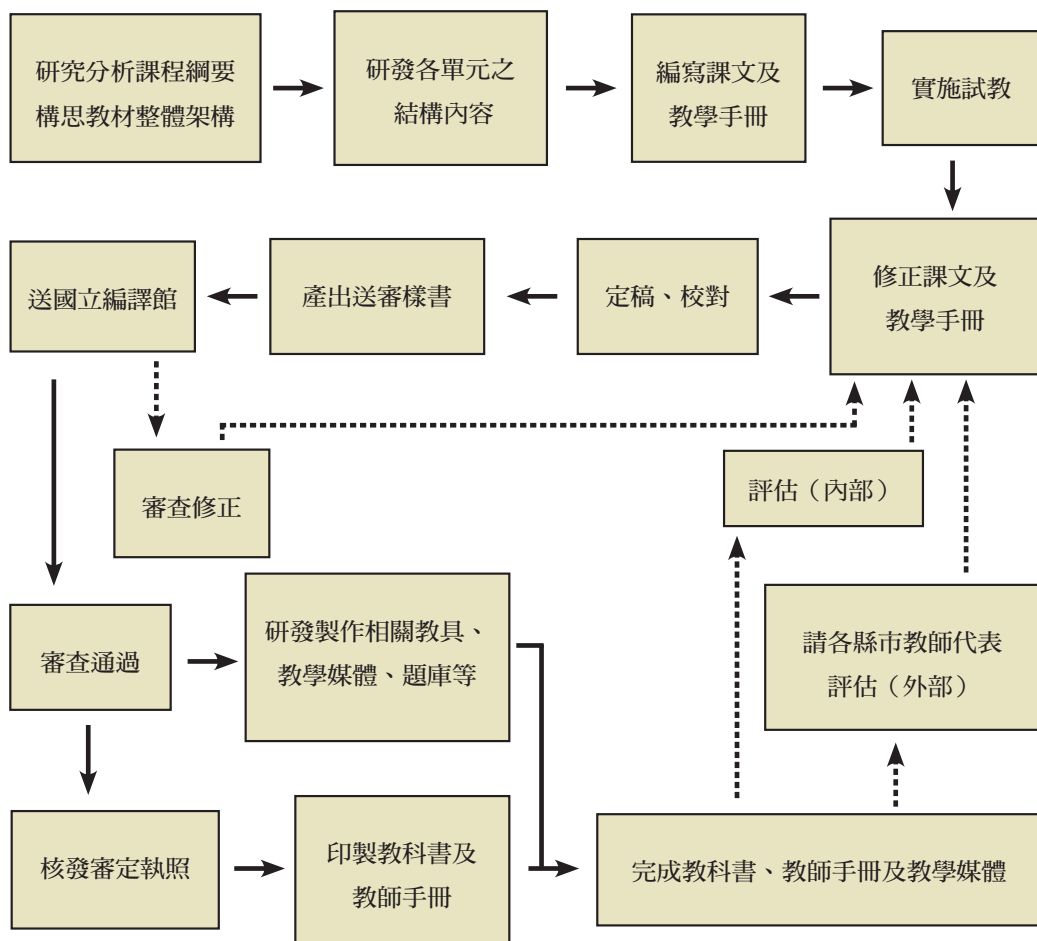 研究分析課程綱要
構思教材整體架構
研發各單元之
結構內容
編寫課文及
教學手冊
實施試教
修正課文及
教學手冊
定稿、校對
產出送審樣書
送國立編譯館
審查修正
評估（內部）
請各縣市教師代表
評估（外部）
審查通過
研發製作相關教具、
教學媒體、題庫等
核發審定執照
印製教科書及
教師手冊
完成教科書、教師手冊及教學媒體